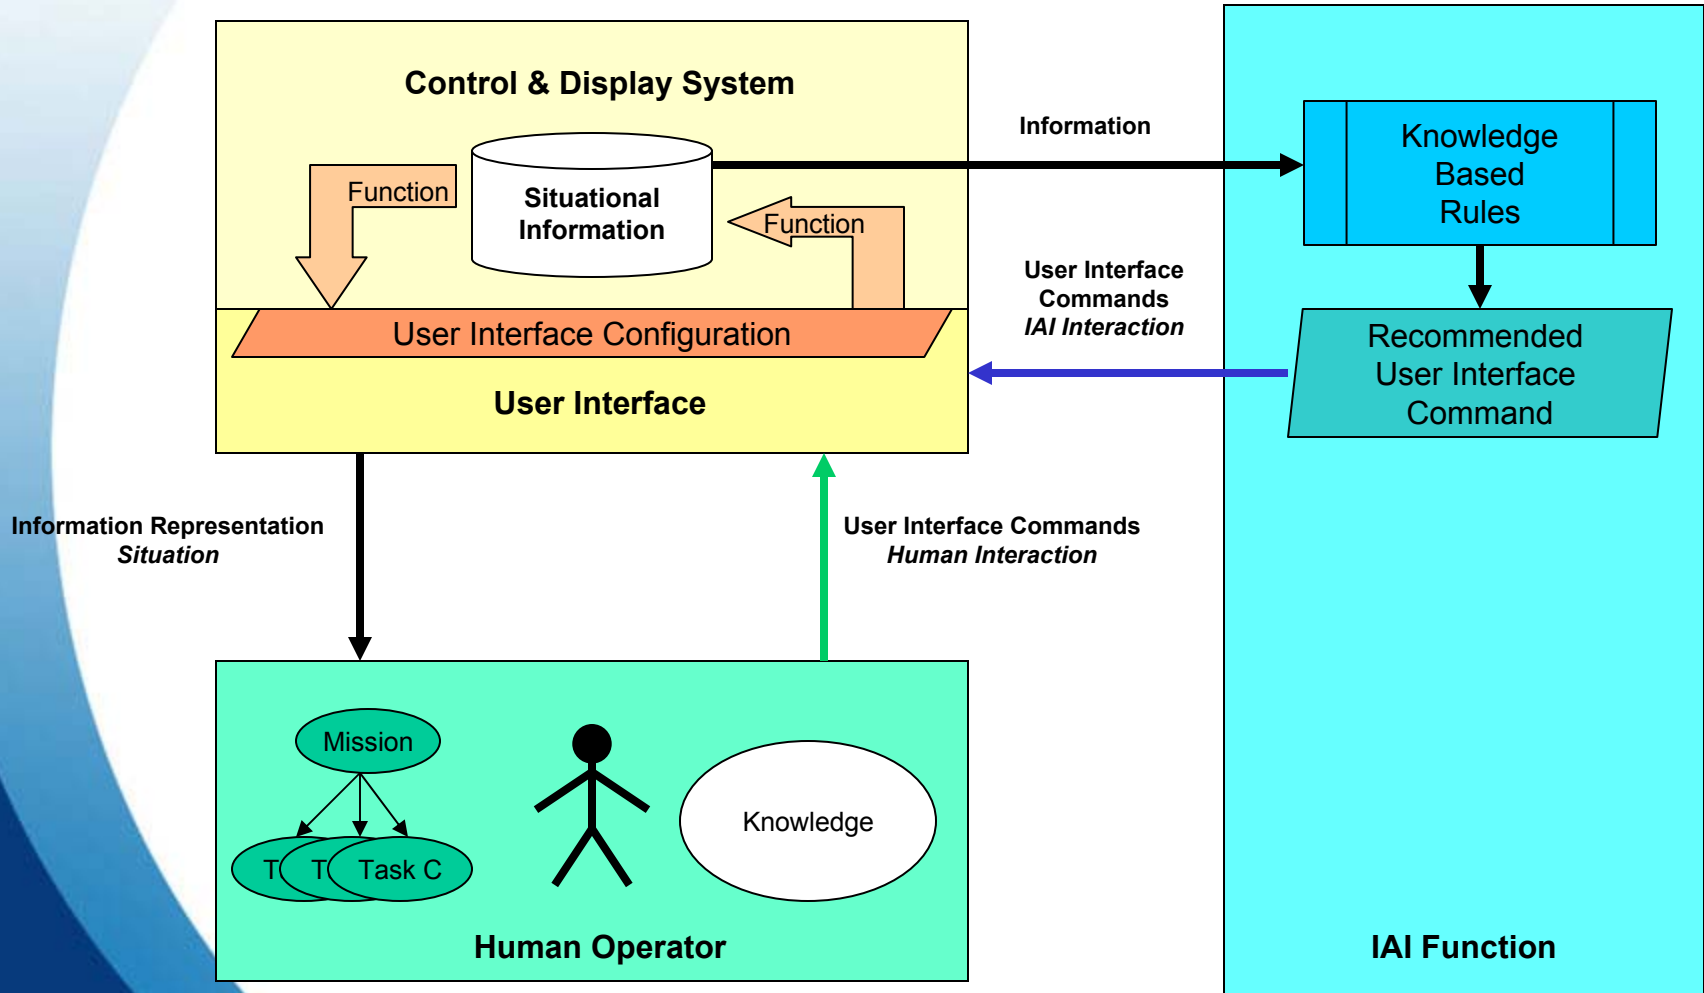 Control & Display System
Function
Situational
Information
Function
User Interface Configuration
User Interface
Information
User Interface
Commands
IAI Interaction
Knowledge
Based
Rules
Recommended
User Interface
Command
Information Representation
Situation
User Interface Commands
Human Interaction
Mission
T
T
Task C
Knowledge
Human Operator
IAI Function